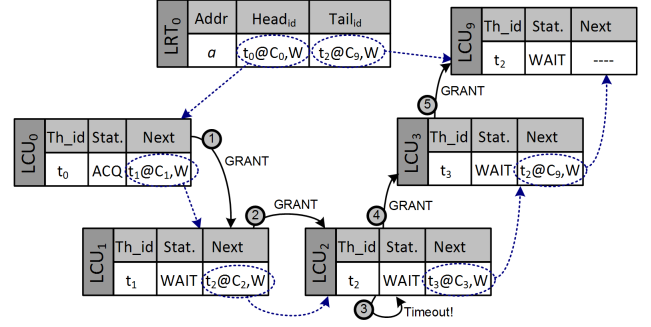 LRT0
Addr Headid Tailid
a t0@C0,W t2@C9,W
LCU9
Th_id Stat. Next
t2 WAIT ----
5
GRANT
LCU0
Th_id Stat. Next
t0 ACQ t1@C1,W
1
GRANT
LCU3
Th_id Stat. Next
t3 WAIT t2@C9,W
2
GRANT
4
GRANT
LCU1
Th_id Stat. Next
t1 WAIT t2@C2,W
LCU2
Th_id Stat. Next
t2 WAIT t3@C3,W
3
Timeout!